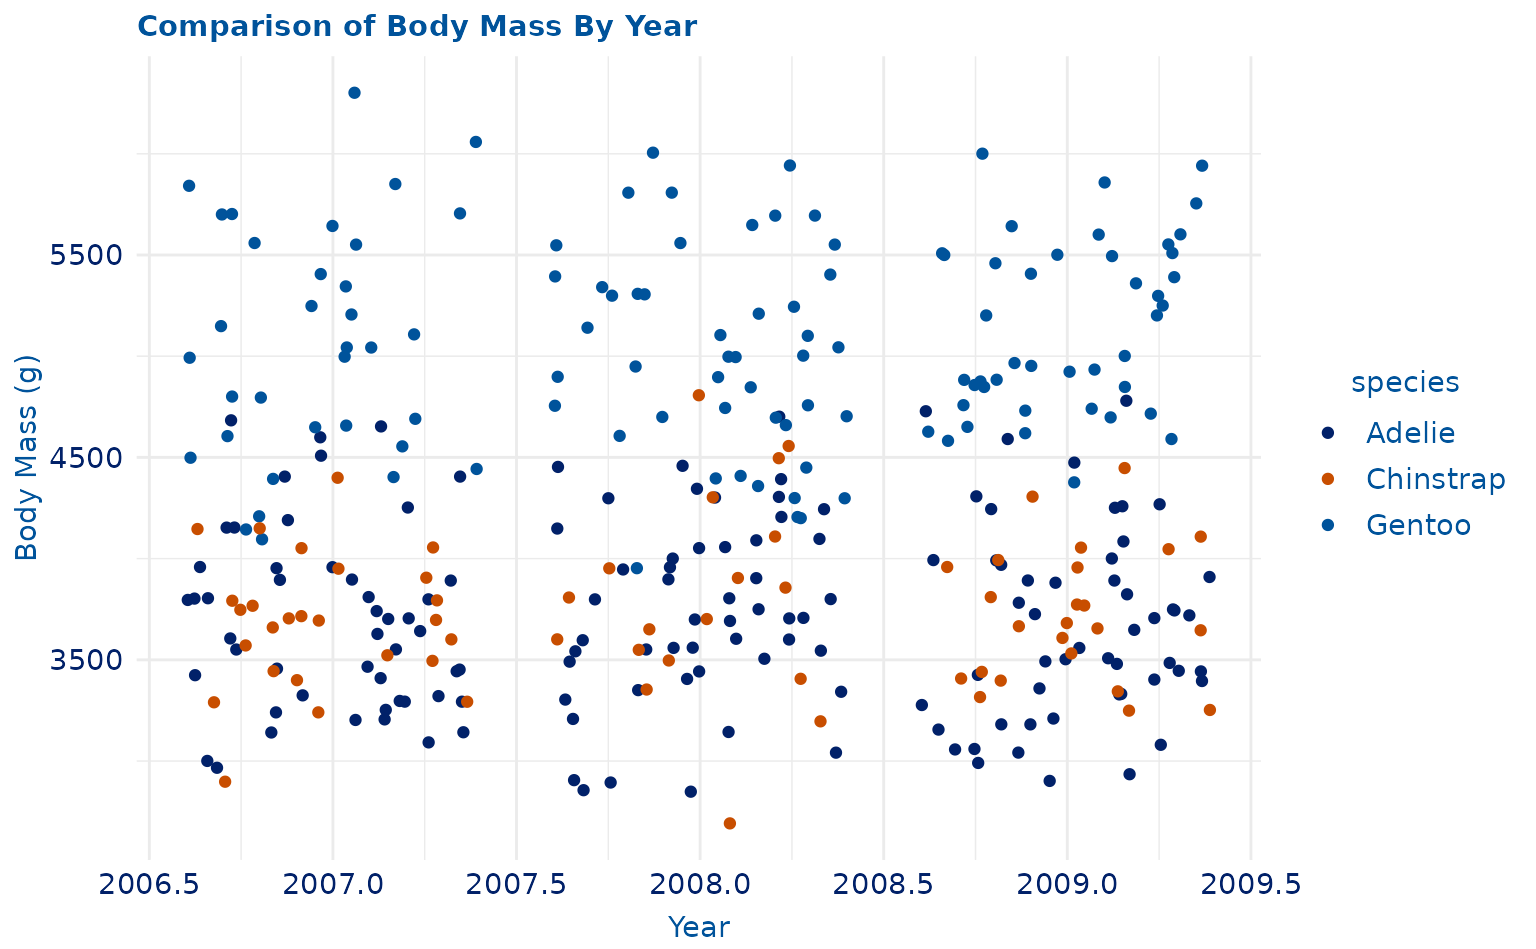 Comparison of Body Mass By Year
Body Mass (g)
5500
4500
3500
2006.5 2007.0 2007.5 2008.0 2008.5 2009.0 2009.5
Year
species
Adelie
Chinstrap
Gentoo